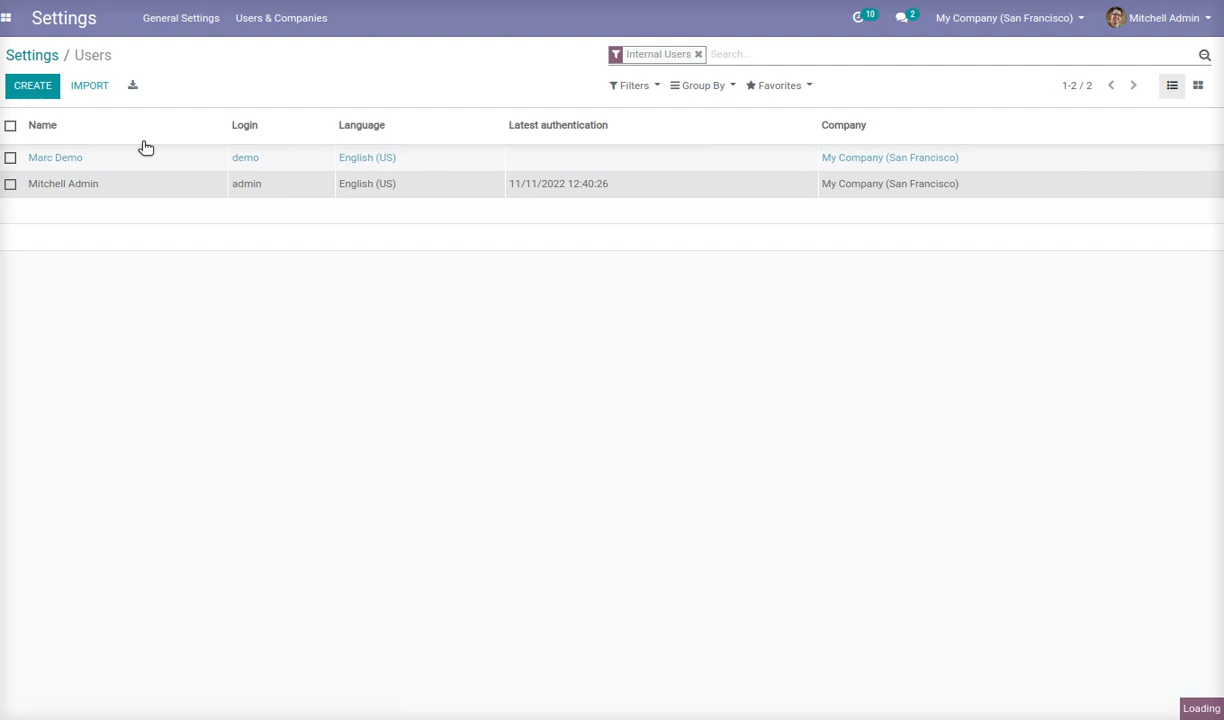 Settings General Settings Users & Companies 10 2 My Company (San Francisco) Mitchell Admin
Settings / Users Internal Users Search...
CREATE IMPORT Filters Group By Favorites 1-2 / 2
Name Login Language Latest authentication Company
Marc Demo demo English (US) My Company (San Francisco)
Mitchell Admin admin English (US) 11/11/2022 12:40:26 My Company (San Francisco)
Loading